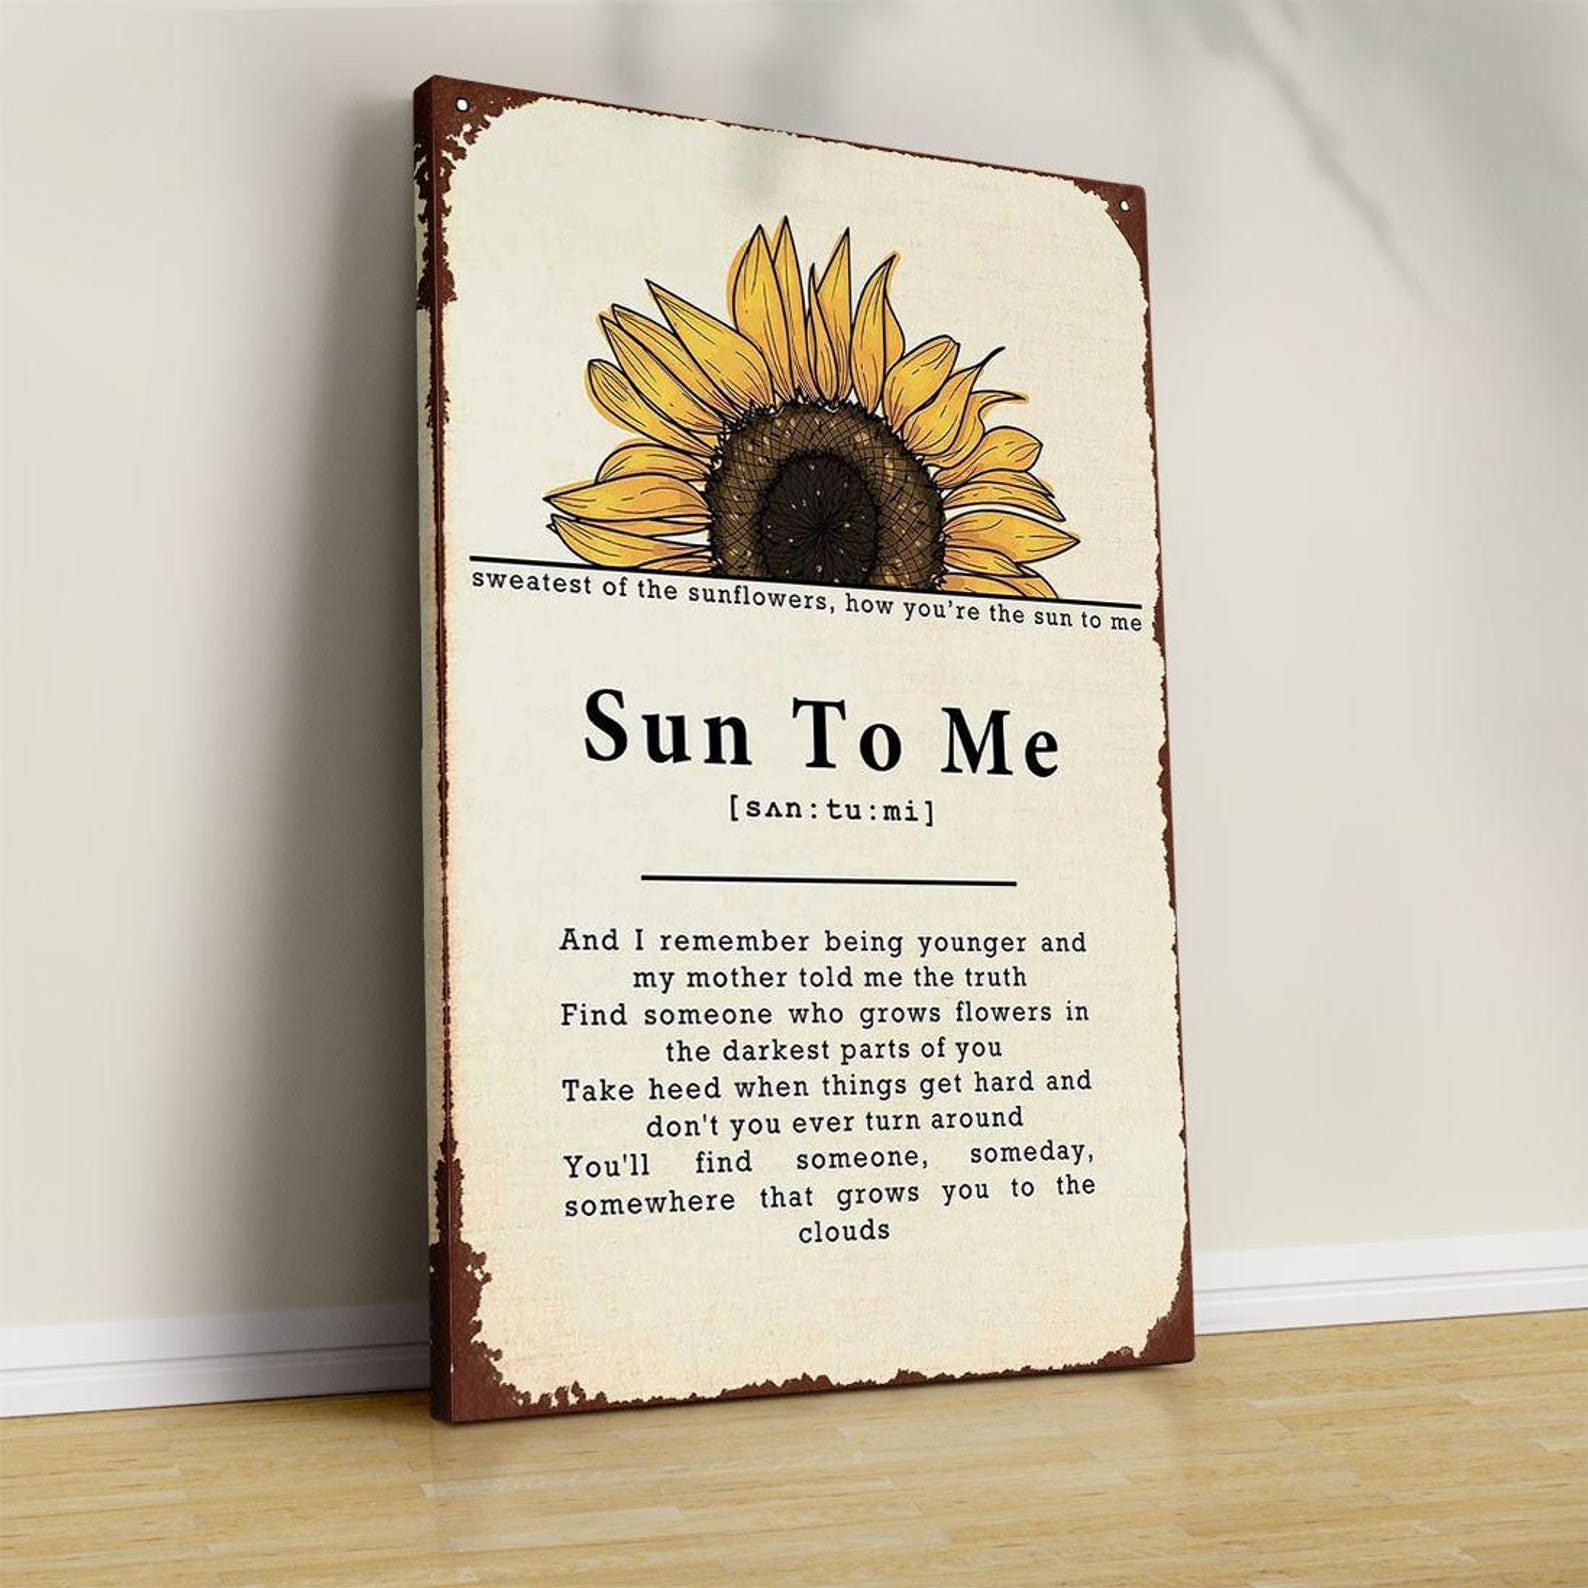 sweatest of the sunflowers, how you're the sun to me
Sun To Me
[sʌn:tu:mi]
And I remember being younger and
my mother told me the truth
Find someone who grows flowers in
the darkest parts of you
Take heed when things get hard and
don't you ever turn around
You'll find someone, someday,
somewhere that grows you to the
clouds